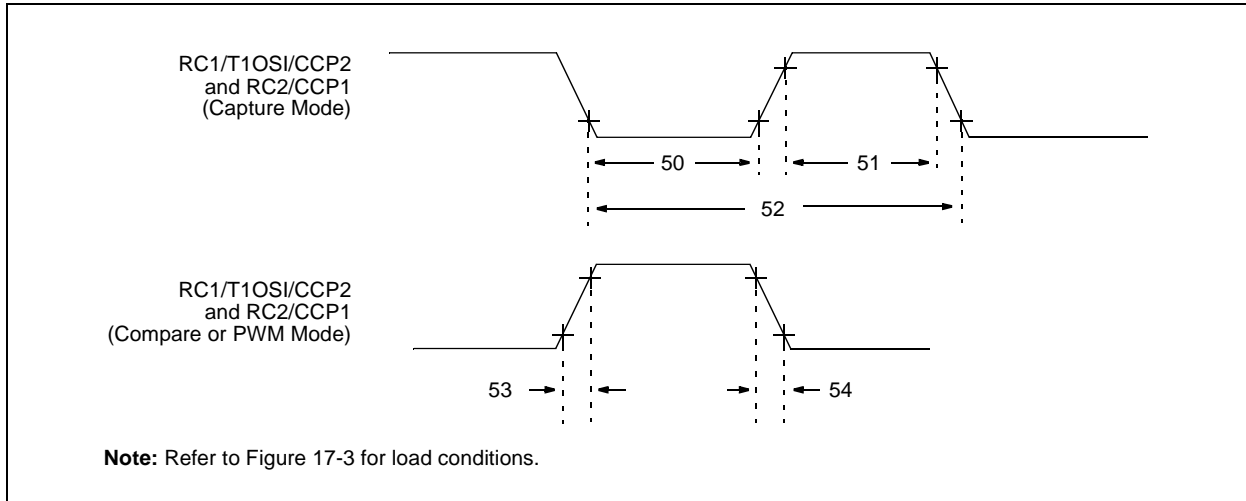 RC1/T1OSI/CCP2
and RC2/CCP1
(Capture Mode)
50
51
52
RC1/T1OSI/CCP2
and RC2/CCP1
(Compare or PWM Mode)
53
54
Note: Refer to Figure 17-3 for load conditions.